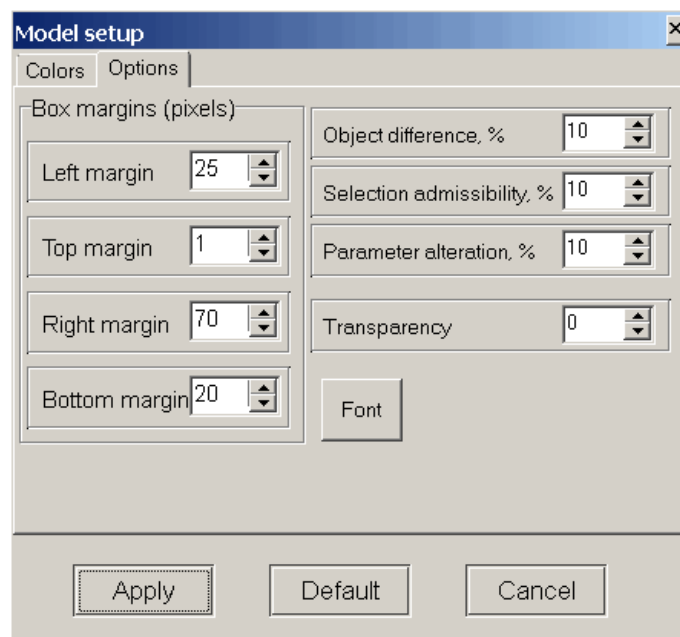 Model setup
Colors Options
Box margins (pixels)
Left margin 25
Top margin 1
Right margin 70
Bottom margin 20
Object difference, % 10
Selection admissibility, % 10
Parameter alteration, % 10
Transparency 0
Font
Apply Default Cancel